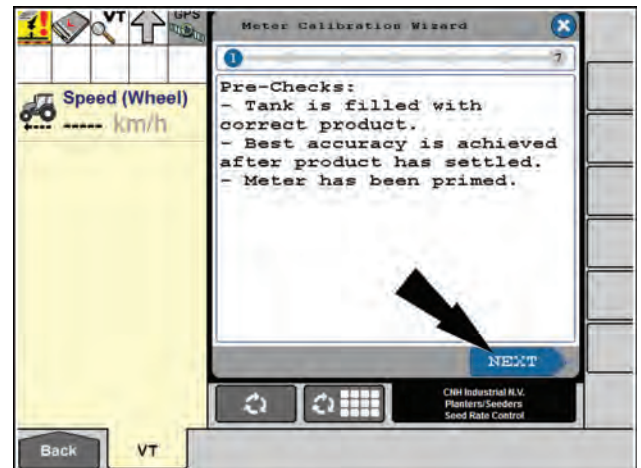 VT
GPS
Meter Calibration Wizard
1
7
Speed (Wheel)
----- km/h
Pre-Checks:
- Tank is filled with
correct product.
- Best accuracy is achieved
after product has settled.
- Meter has been primed.
NEXT
CNH Industrial N.V.
Planters/Seeders
Seed Rate Control
Back
VT